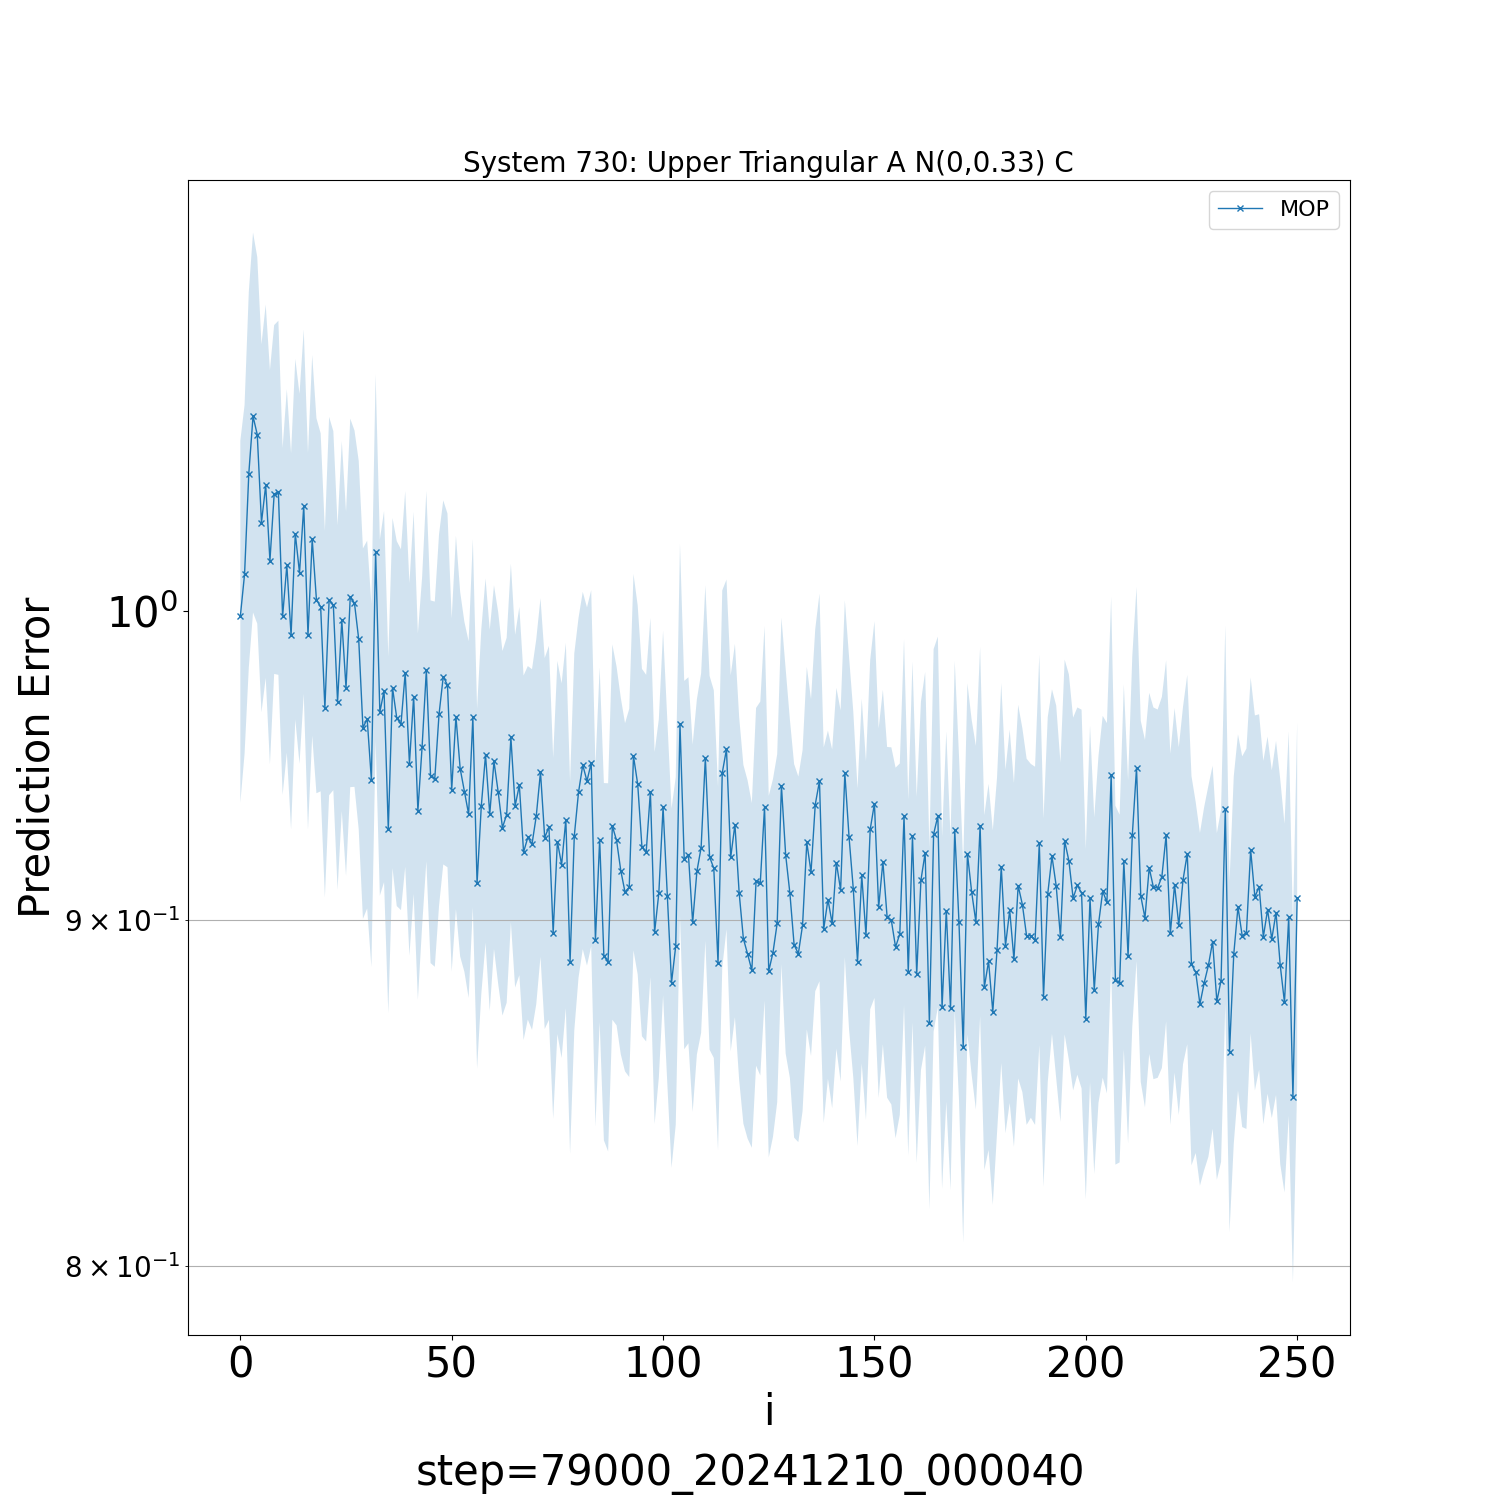 System 730: Upper Triangular A N(0,0.33) C
MOP
Prediction Error
10⁰
9 × 10⁻¹
8 × 10⁻¹
0 50 100 150 200 250
i
step=79000_20241210_000040